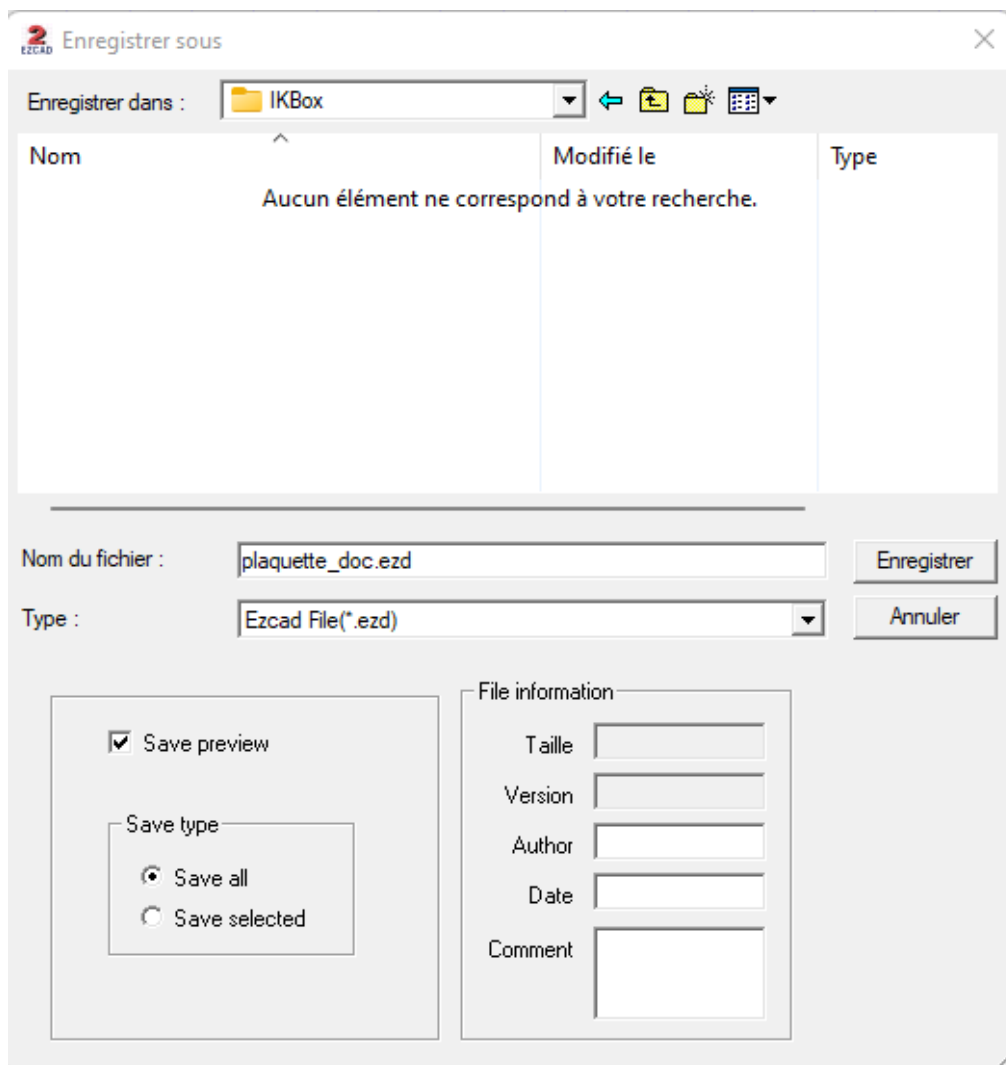 2
EZCAD
Enregistrer sous
Enregistrer dans :
IKBox
Nom
Modifié le
Type
Aucun élément ne correspond à votre recherche.
Nom du fichier :
plaquette_doc.ezd
Enregistrer
Type :
Ezcad File(*.ezd)
Annuler
Save preview
Save type
Save all
Save selected
File information
Taille
Version
Author
Date
Comment